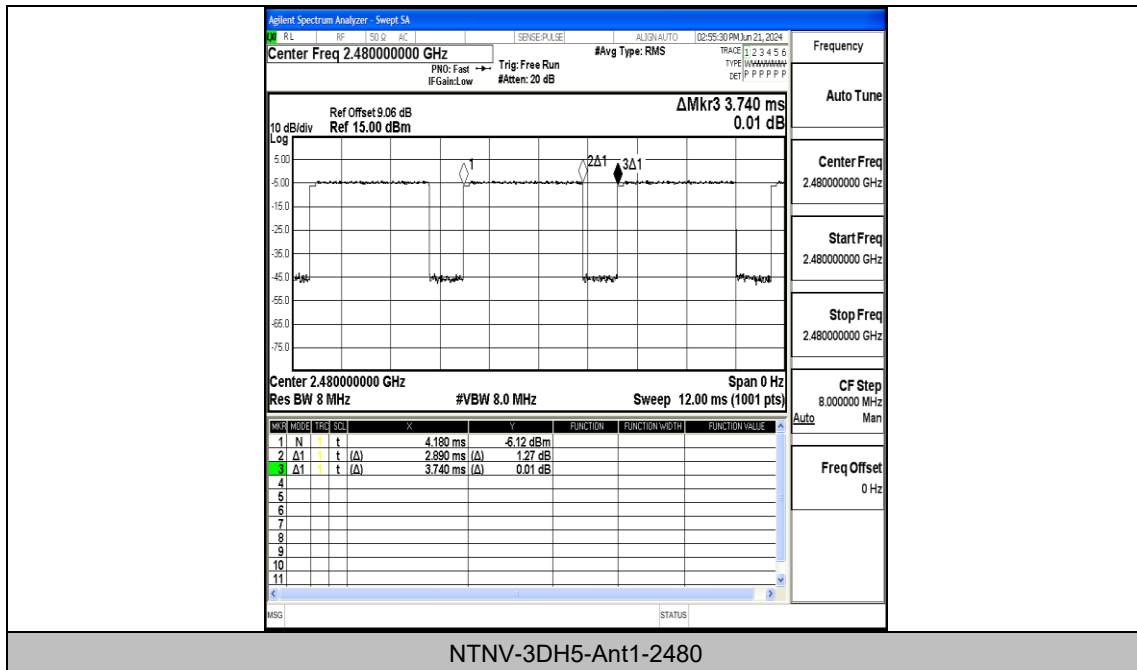 Agilent Spectrum Analyzer - Swept SA
RL RF 50 Ω AC SENSE:PULSE ALIGN AUTO 02:55:30 PM Jun 21, 2024
Center Freq 2.480000000 GHz #Avg Type: RMS TRACE 1 2 3 4 5 6
PNO: Fast Trig: Free Run TYPE
IFGain:Low #Atten: 20 dB DET P P P P P P
Ref Offset 9.06 dB ΔMkr3 3.740 ms
10 dB/div Ref 15.00 dBm 0.01 dB
Log
5.00
-5.00
-15.0
-25.0
-35.0
-45.0
-55.0
-65.0
-75.0
1 2Δ1 3Δ1
Center 2.480000000 GHz Span 0 Hz
Res BW 8 MHz #VBW 8.0 MHz Sweep 12.00 ms (1001 pts)
MKR MODE TRC SCL X Y FUNCTION FUNCTION WIDTH FUNCTION VALUE
1 N 1 t 4.180 ms -6.12 dBm
2 Δ1 1 t (Δ) 2.890 ms (Δ) 1.27 dB
3 Δ1 1 t (Δ) 3.740 ms (Δ) 0.01 dB
4
5
6
7
8
9
10
11
MSG STATUS
Frequency
Auto Tune
Center Freq
2.480000000 GHz
Start Freq
2.480000000 GHz
Stop Freq
2.480000000 GHz
CF Step
8.000000 MHz
Auto Man
Freq Offset
0 Hz
NTNV-3DH5-Ant1-2480